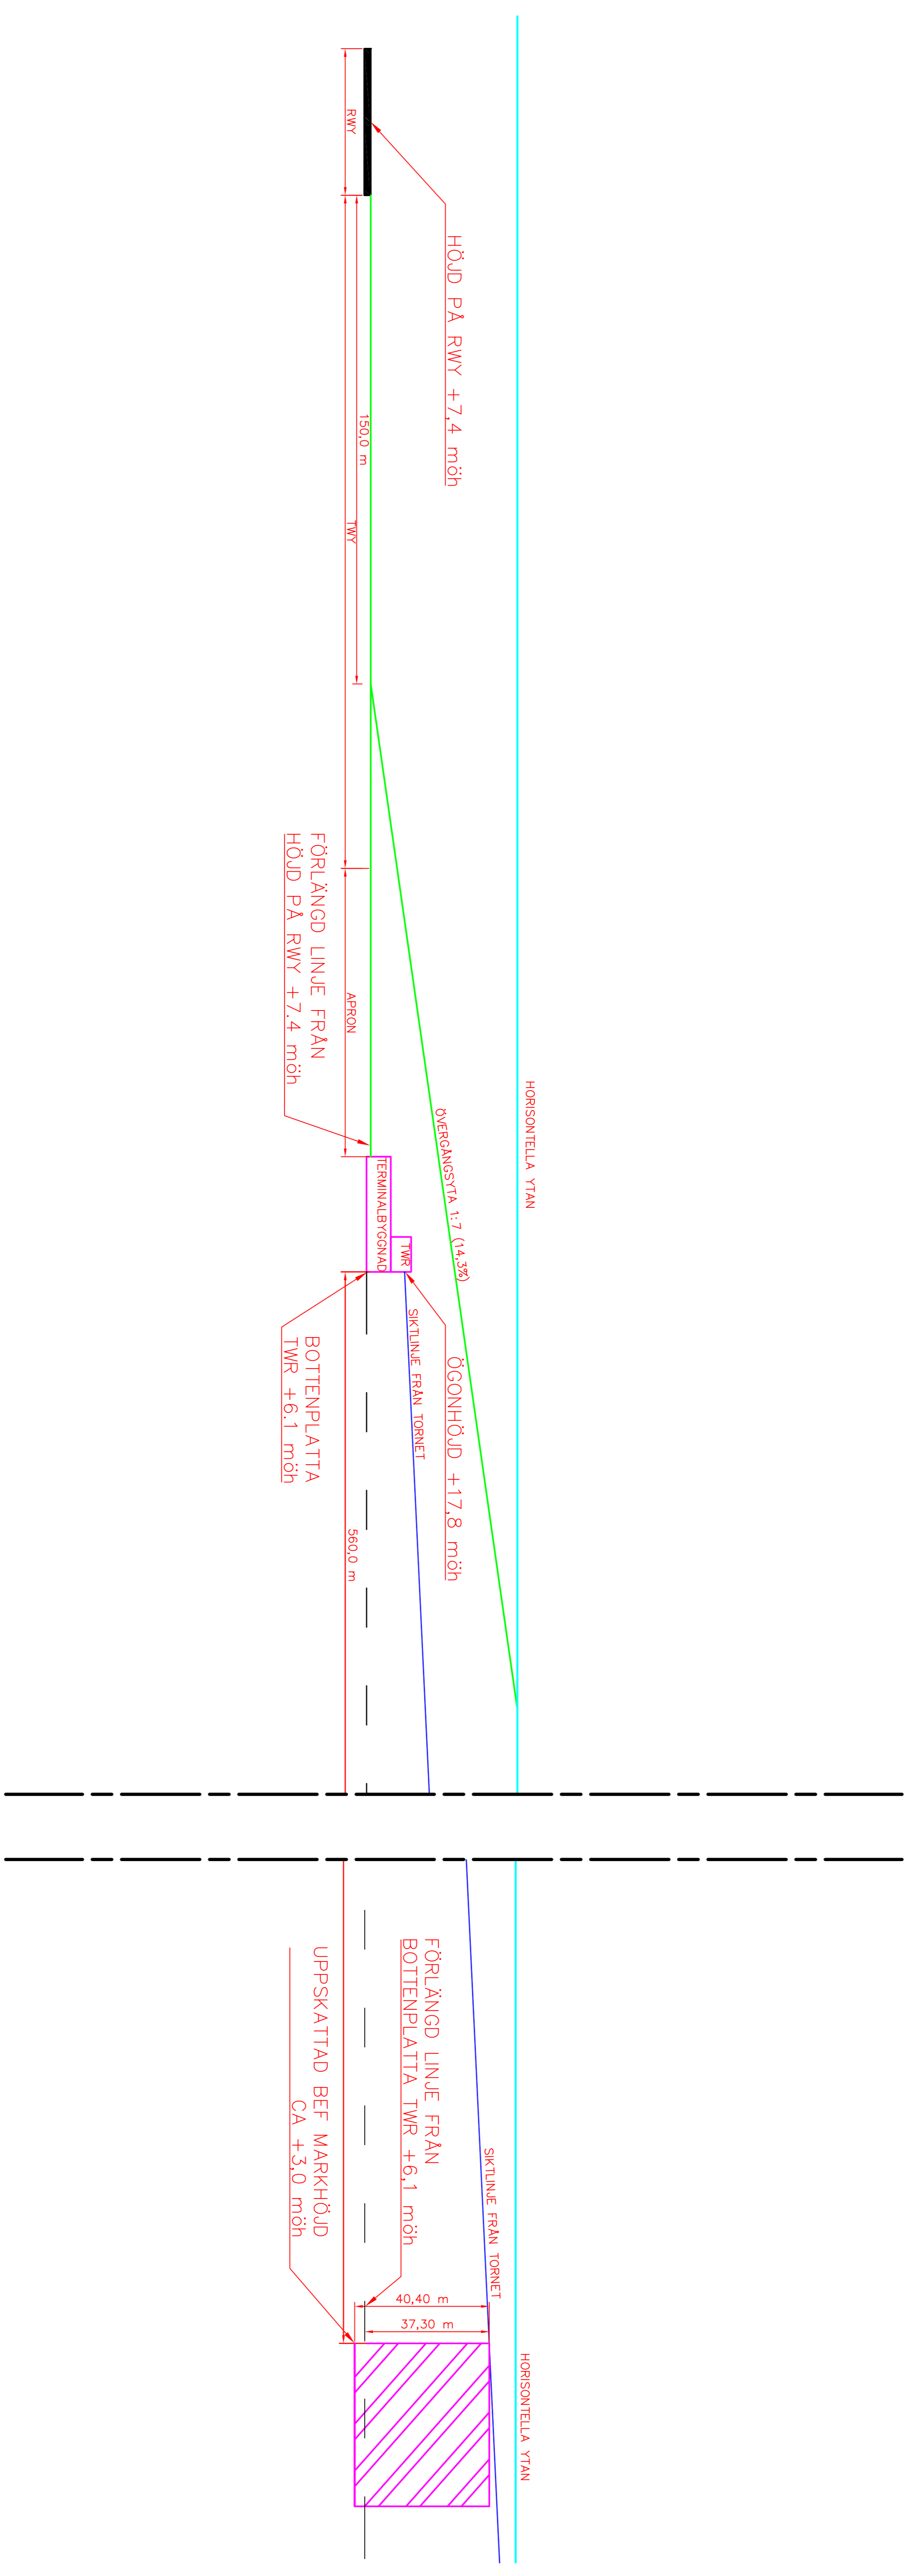 RWY
HÖJD PÅ RWY +7,4 möh
150,0 m
TWY
FÖRLÄNGD LINJE FRÅN
HÖJD PÅ RWY +7.4 möh
APRON
HORISONTELLA YTAN
ÖVERGÅNGSYTA 1:7 (14,3%)
TERMINALBYGGNAD
TWR
SIKTLINJE FRÅN TORNET
ÖGONHÖJD +17,8 möh
BOTTENPLATTA
TWR +6.1 möh
560,0 m
FÖRLÄNGD LINJE FRÅN
BOTTENPLATTA TWR +6,1 möh
UPPSKATTAD BEF MARKHÖJD
CA +3,0 möh
SIKTLINJE FRÅN TORNET
40,40 m
37,30 m
HORISONTELLA YTAN